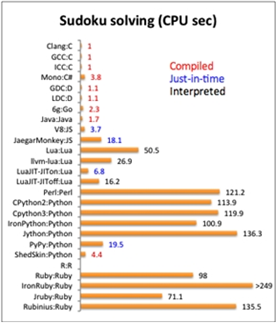 Sudoku solving (CPU sec)
Clang:C 1
GCC:C 1
ICC:C 1
Mono:C# 3.8
GDC:D 1.1
LDC:D 1.1
6g:Go 2.3
Java:Java 1.7
V8:JS 3.7
JaegarMonkey:JS 18.1
Lua:Lua 50.5
llvm-lua:Lua 26.9
LuaJIT-JITon:Lua 6.8
LuaJIT-JIToff:Lua 16.2
Perl:Perl 121.2
CPython2:Python 113.9
Cpython3:Python 119.9
IronPython:Python 100.9
Jython:Python 136.3
PyPy:Python 19.5
ShedSkin:Python 4.4
R:R
Ruby:Ruby 98
IronRuby:Ruby >249
Jruby:Ruby 71.1
Rubinius:Ruby 135.5
Compiled
Just-in-time
Interpreted